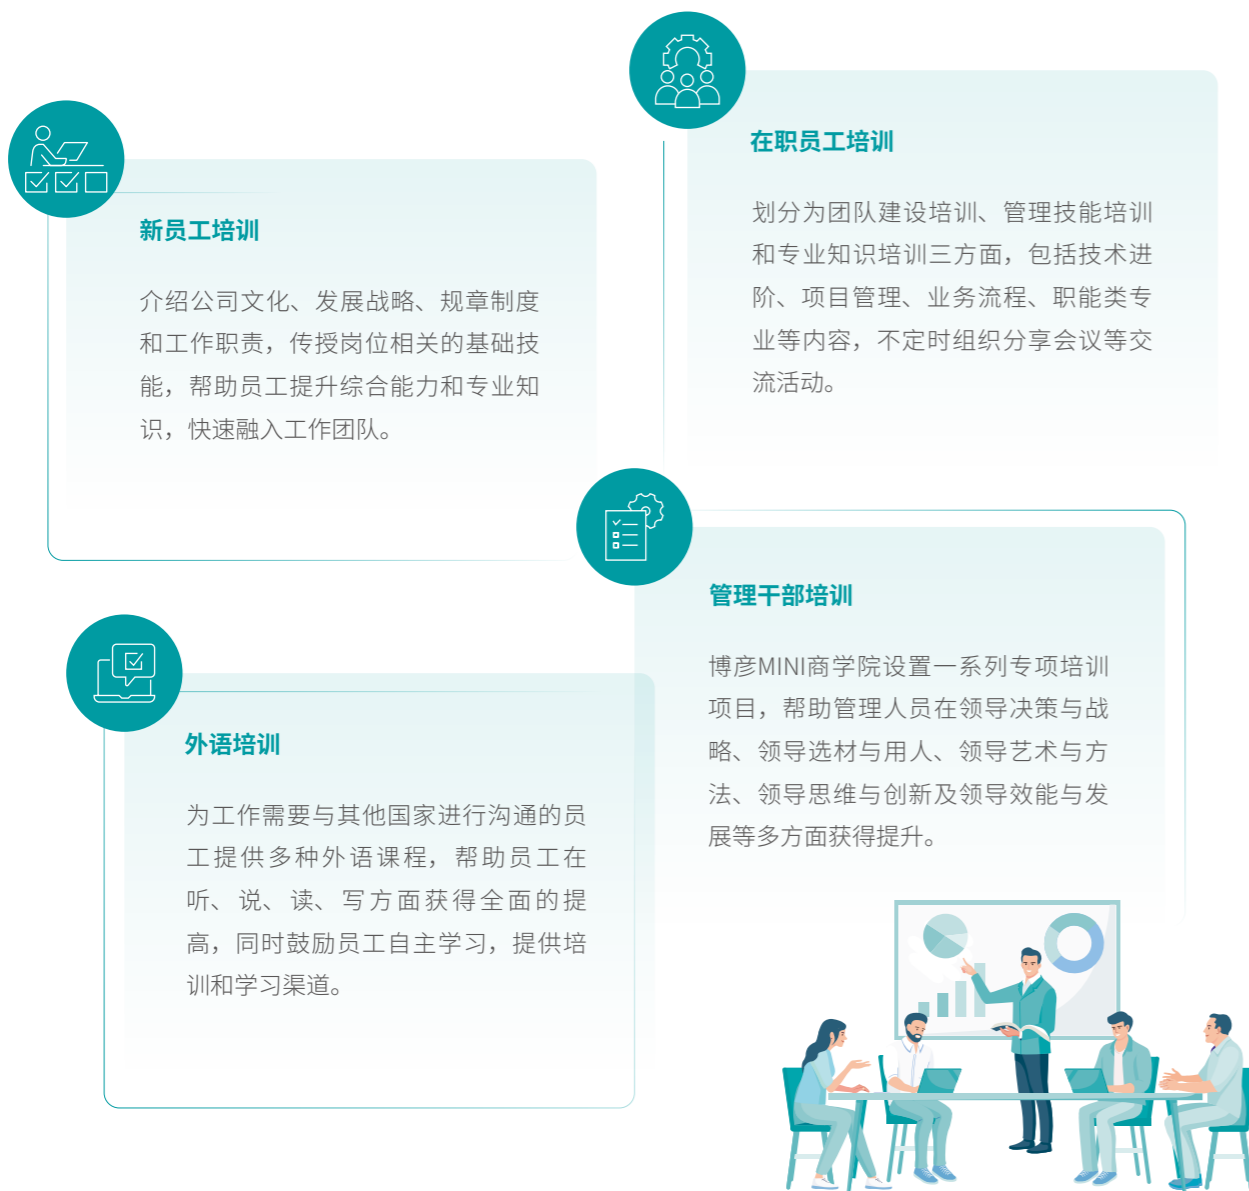 新员工培训
介绍公司文化、发展战略、规章制度
和工作职责，传授岗位相关的基础技
能，帮助员工提升综合能力和专业知
识，快速融入工作团队。
在职员工培训
划分为团队建设培训、管理技能培训
和专业知识培训三方面，包括技术进
阶、项目管理、业务流程、职能类专
业等内容，不定时组织分享会议等交
流活动。
外语培训
为工作需要与其他国家进行沟通的员
工提供多种外语课程，帮助员工在
听、说、读、写方面获得全面的提
高，同时鼓励员工自主学习，提供培
训和学习渠道。
管理干部培训
博彦MINI商学院设置一系列专项培训
项目，帮助管理人员在领导决策与战
略、领导选材与用人、领导艺术与方
法、领导思维与创新及领导效能与发
展等多方面获得提升。